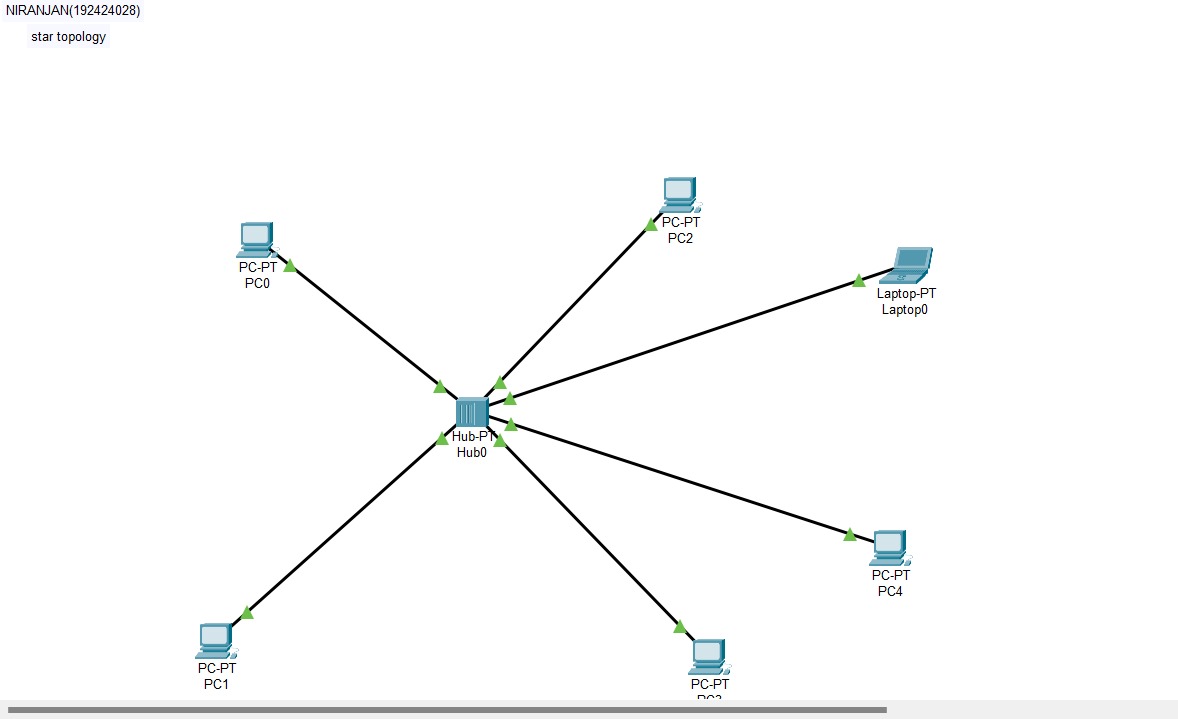 NIRANJAN(192424028)
star topology
PC-PT
PC2
PC-PT
PC0
Laptop-PT
Laptop0
Hub-PT
Hub0
PC-PT
PC4
PC-PT
PC1
PC-PT